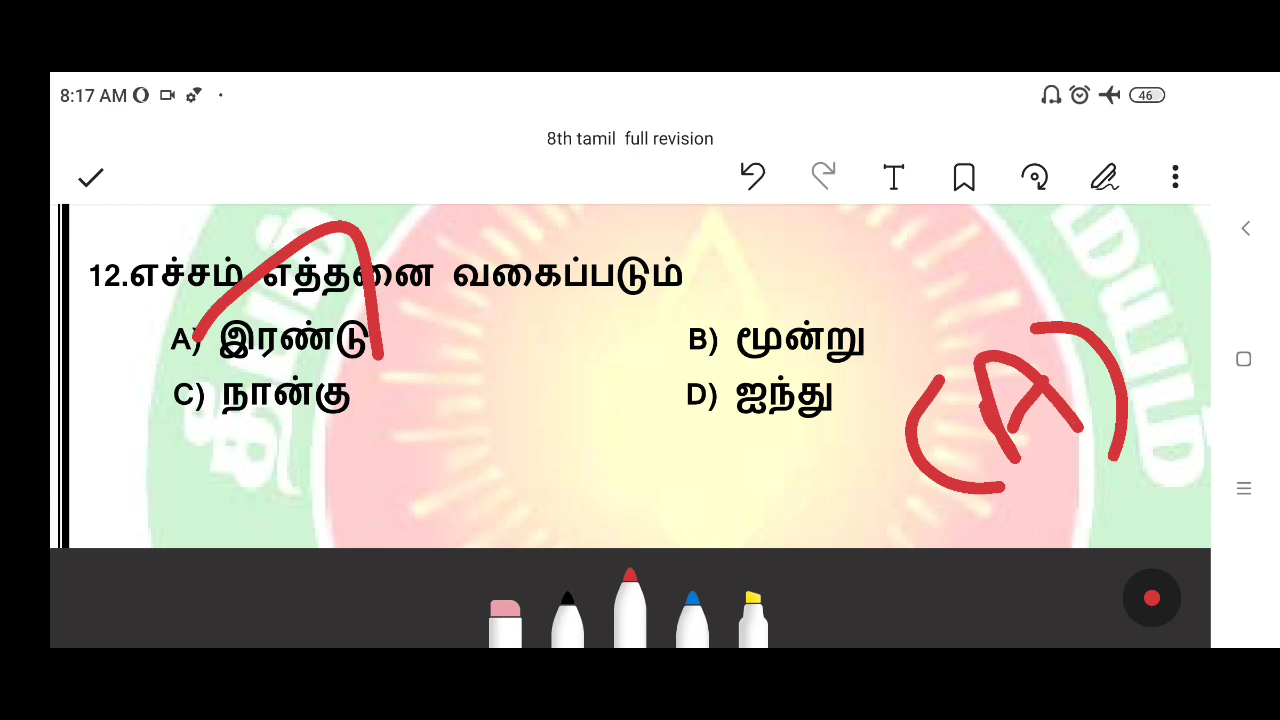 8:17 AM
46
8th tamil full revision
12.எச்சம் எத்தனை வகைப்படும்
A) இரண்டு B) மூன்று
C) நான்கு D) ஐந்து
(A)